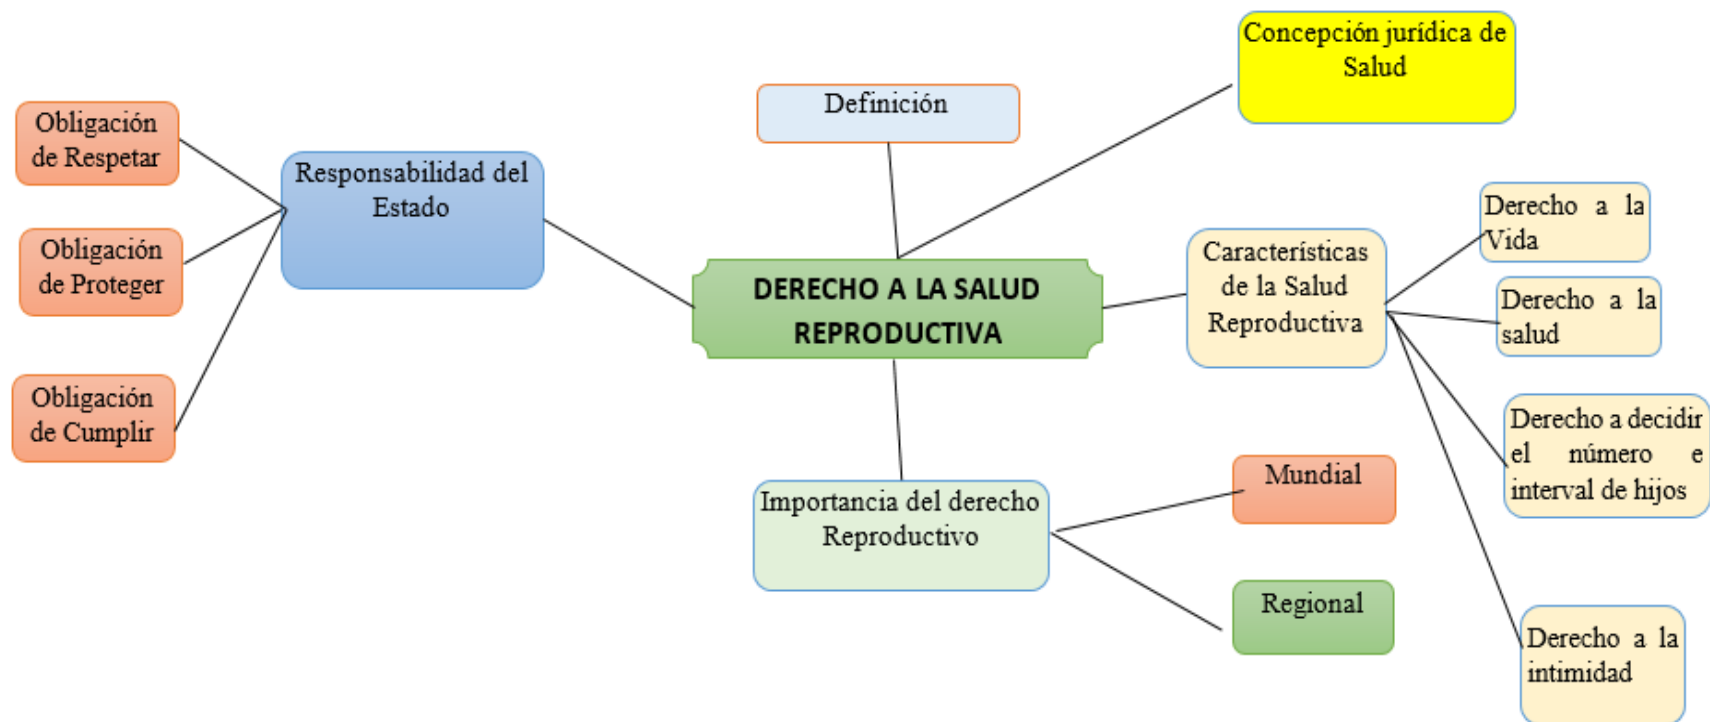 Concepción jurídica de
Salud
Definición
Obligación
de Respetar
Responsabilidad del
Estado
Obligación
de Proteger
Obligación
de Cumplir
DERECHO A LA SALUD
REPRODUCTIVA
Características
de la Salud
Reproductiva
Derecho a la
Vida
Derecho a la
salud
Derecho a decidir
el número e
interval de hijos
Derecho a la
intimidad
Importancia del derecho
Reproductivo
Mundial
Regional